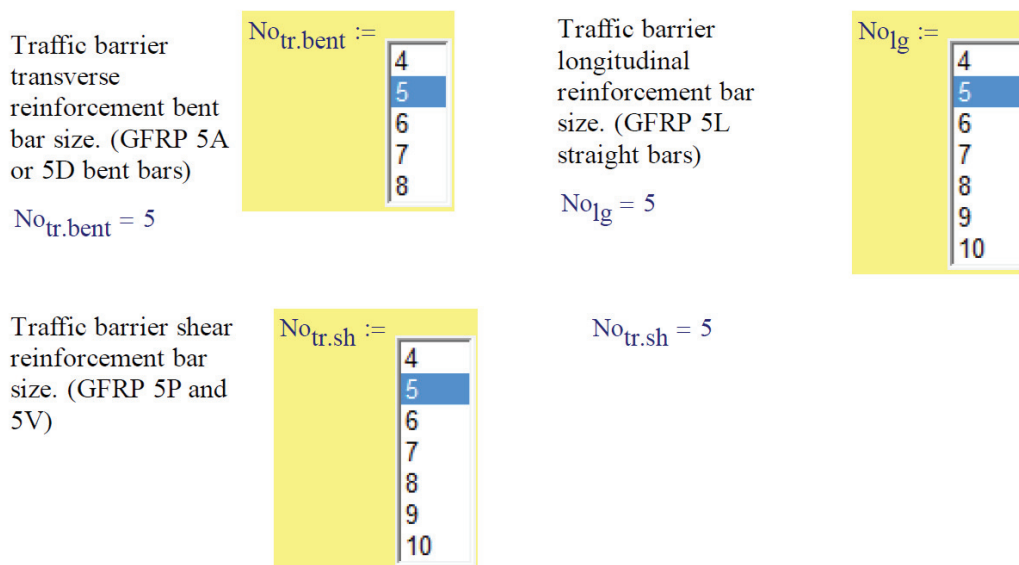 Traffic barrier
transverse
reinforcement bent
bar size. (GFRP 5A
or 5D bent bars)
No_tr.bent = 5
No_tr.bent :=
4
5
6
7
8
Traffic barrier
longitudinal
reinforcement bar
size. (GFRP 5L
straight bars)
No_lg = 5
No_lg :=
4
5
6
7
8
9
10
Traffic barrier shear
reinforcement bar
size. (GFRP 5P and
5V)
No_tr.sh :=
4
5
6
7
8
9
10
No_tr.sh = 5